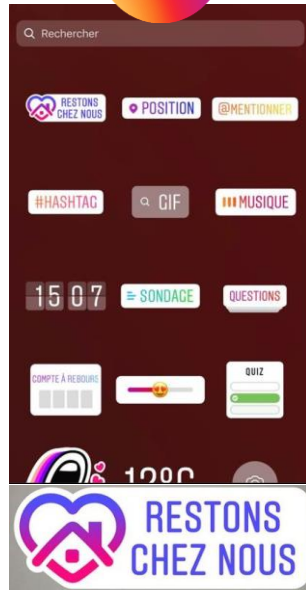 Rechercher
RESTONS
CHEZ NOUS
POSITION
@MENTIONNER
#HASHTAG
GIF
MUSIQUE
15 07
SONDAGE
QUESTIONS
COMPTE À REBOURS
QUIZ
12°C
RESTONS
CHEZ NOUS